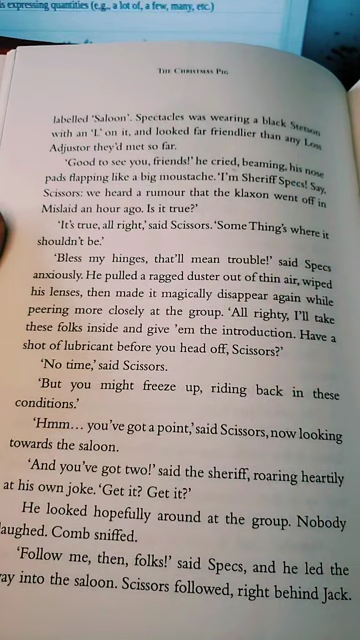 s expressing quantities (e.g., a lot of, a few, many, etc.)
The Christmas Pig
labelled 'Saloon'. Spectacles was wearing a black Stetson
with an 'L' on it, and looked far friendlier than any Loss
Adjustor they'd met so far.
'Good to see you, friends!' he cried, beaming, his nose
pads flapping like a big moustache. 'I'm Sheriff Specs! Say,
Scissors: we heard a rumour that the klaxon went off in
Mislaid an hour ago. Is it true?'
'It's true, all right,' said Scissors. 'Some Thing's where it
shouldn't be.'
'Bless my hinges, that'll mean trouble!' said Specs
anxiously. He pulled a ragged duster out of thin air, wiped
his lenses, then made it magically disappear again while
peering more closely at the group. 'All righty, I'll take
these folks inside and give 'em the introduction. Have a
shot of lubricant before you head off, Scissors?'
'No time,' said Scissors.
'But you might freeze up, riding back in these
conditions.'
'Hmm... you've got a point,' said Scissors, now looking
towards the saloon.
'And you've got two!' said the sheriff, roaring heartily
at his own joke. 'Get it? Get it?'
He looked hopefully around at the group. Nobody
laughed. Comb sniffed.
'Follow me, then, folks!' said Specs, and he led the
ay into the saloon. Scissors followed, right behind Jack.